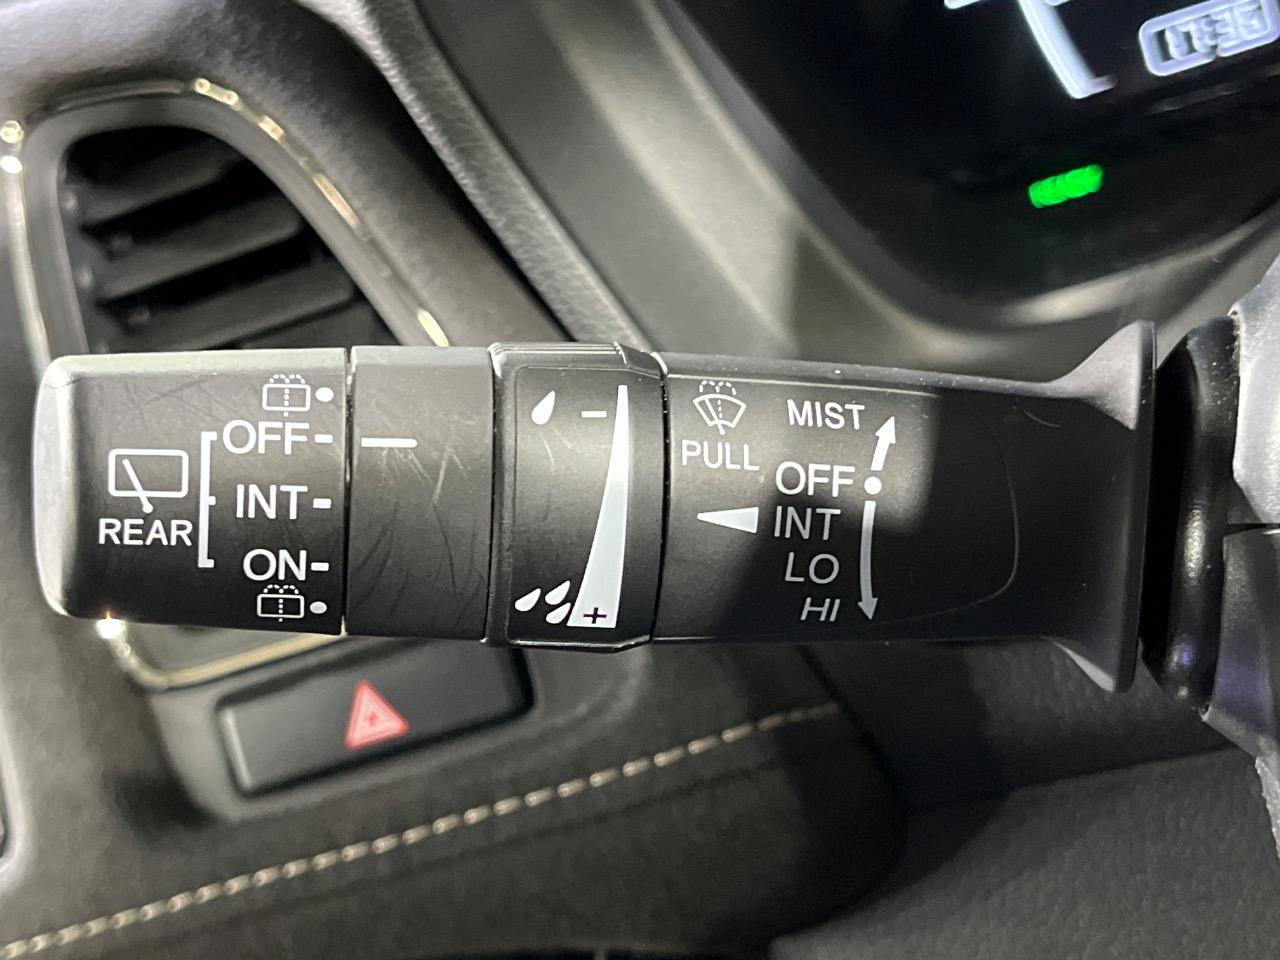 OFF
INT
REAR
ON
−
+
PULL
MIST
OFF
INT
LO
HI